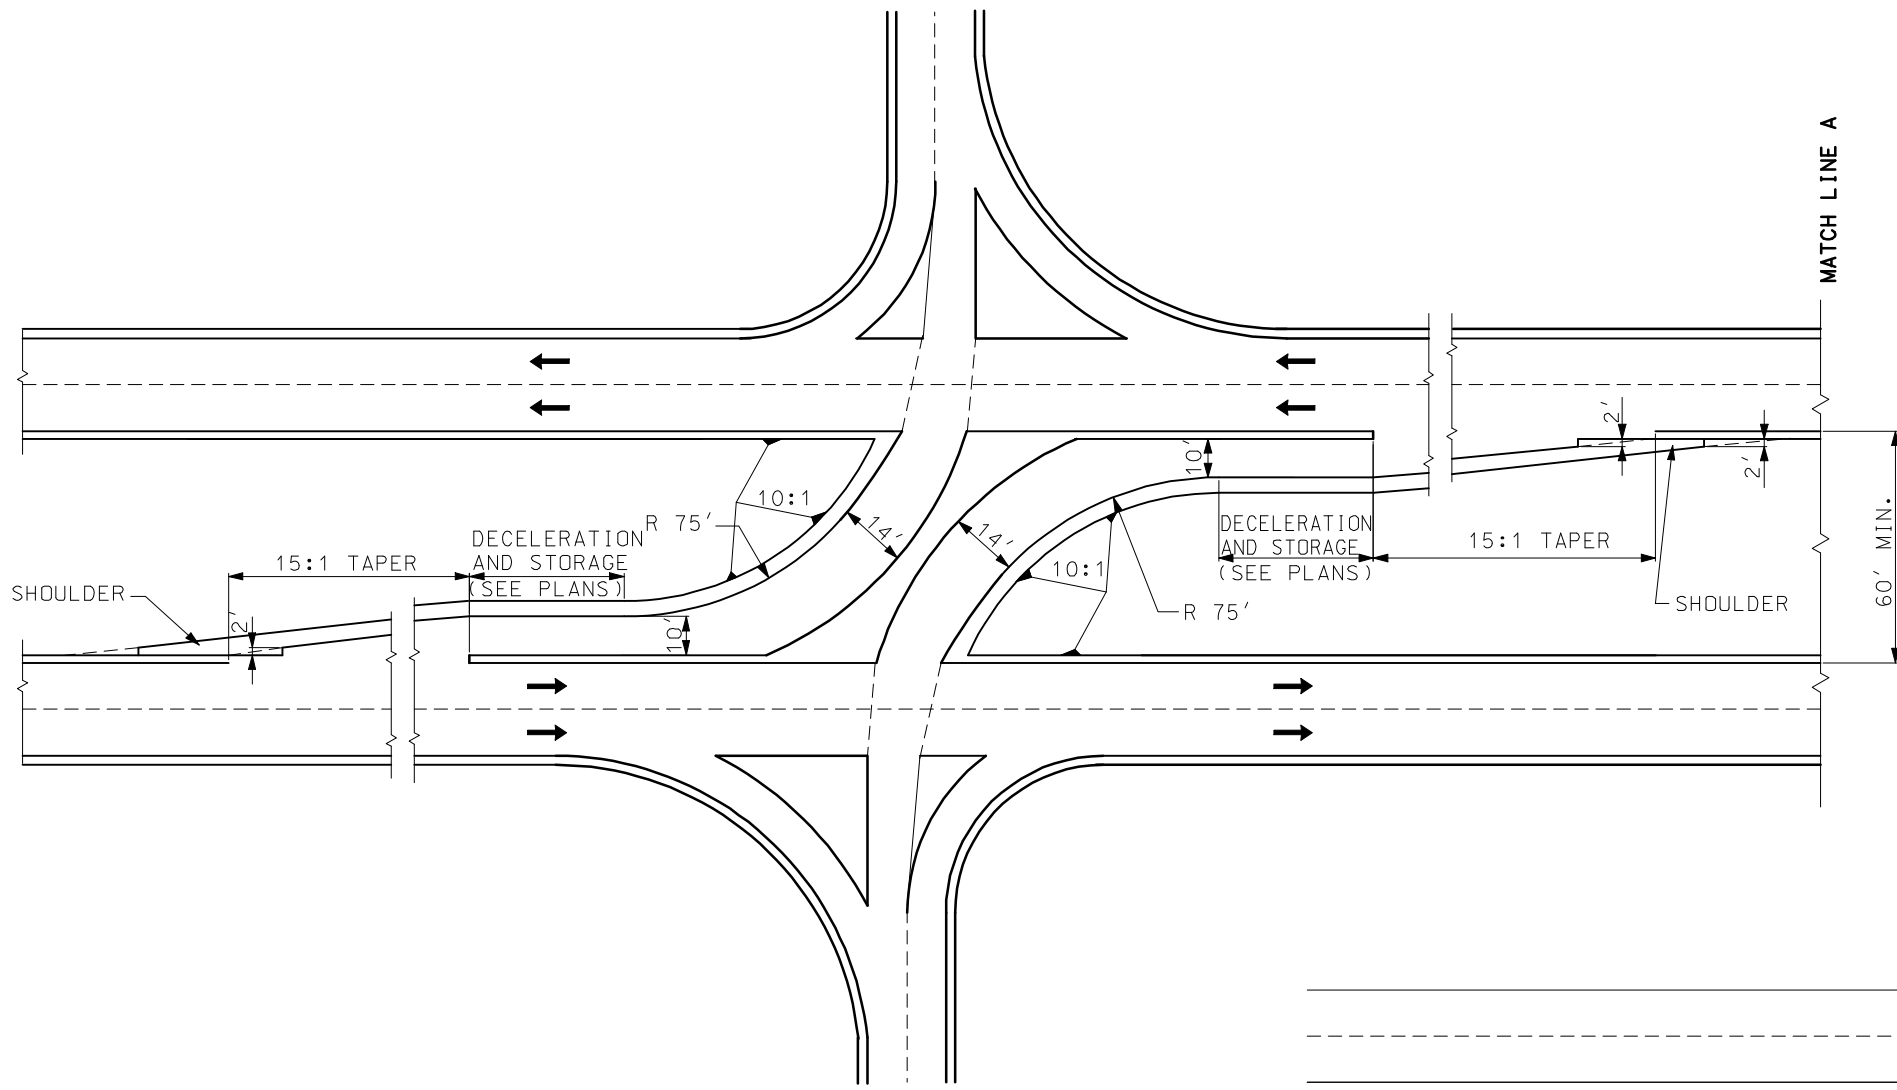 MATCH LINE A
2'
2'
10'
60' MIN.
10:1
14'
R 75'
DECELERATION
AND STORAGE
(SEE PLANS)
15:1 TAPER
SHOULDER
2'
10'
14'
10:1
R 75'
DECELERATION
AND STORAGE
(SEE PLANS)
15:1 TAPER
SHOULDER